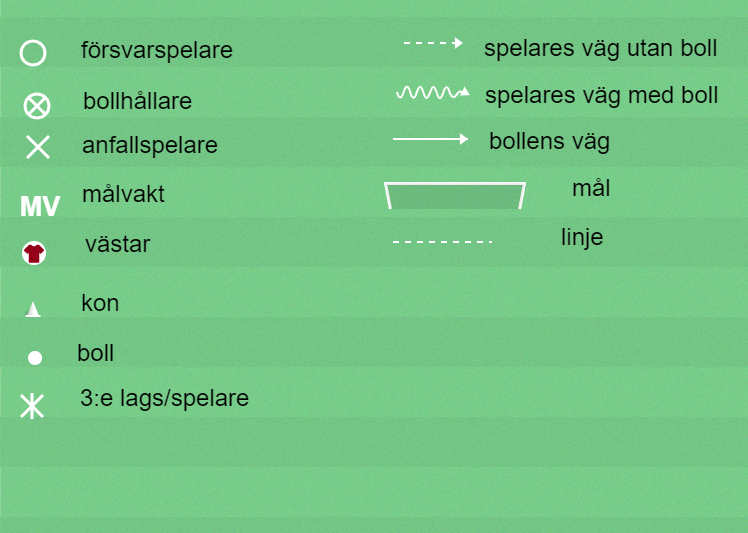 försvarspelare
bollhållare
anfallspelare
MV målvakt
västar
kon
boll
3:e lags/spelare
spelares väg utan boll
spelares väg med boll
bollens väg
mål
linje